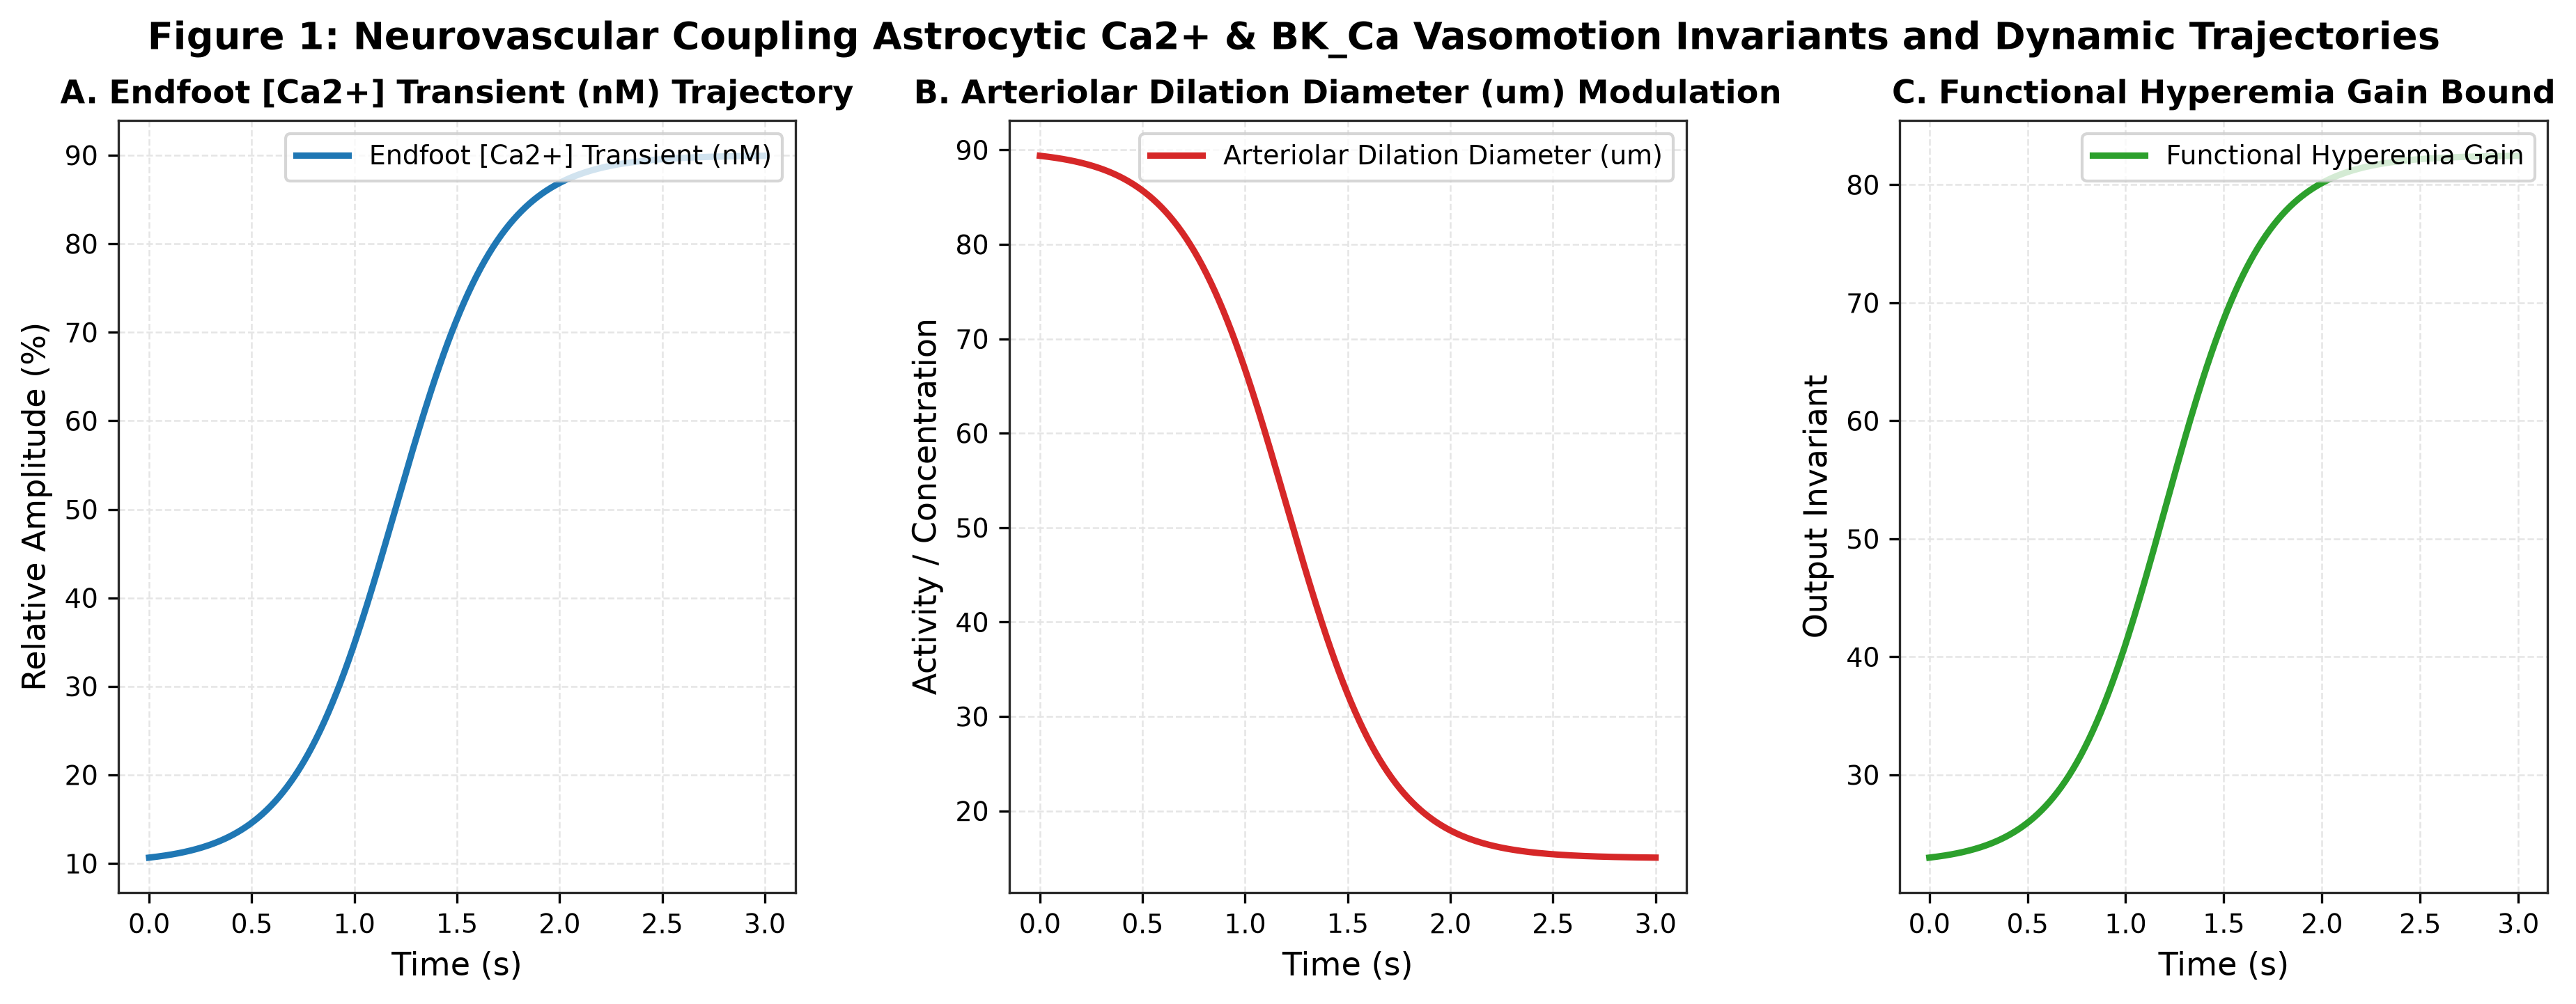 Figure 1: Neurovascular Coupling Astrocytic Ca2+ & BK_Ca Vasomotion Invariants and Dynamic Trajectories
A. Endfoot [Ca2+] Transient (nM) Trajectory
Endfoot [Ca2+] Transient (nM)
Relative Amplitude (%)
90
80
70
60
50
40
30
20
10
0.0 0.5 1.0 1.5 2.0 2.5 3.0
Time (s)
B. Arteriolar Dilation Diameter (um) Modulation
Arteriolar Dilation Diameter (um)
Activity / Concentration
90
80
70
60
50
40
30
20
0.0 0.5 1.0 1.5 2.0 2.5 3.0
Time (s)
C. Functional Hyperemia Gain Bound
Functional Hyperemia Gain
Output Invariant
80
70
60
50
40
30
0.0 0.5 1.0 1.5 2.0 2.5 3.0
Time (s)